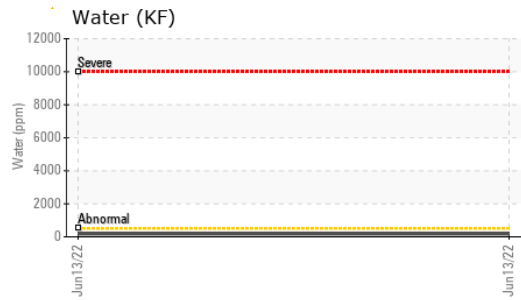 Water (KF)
12000
10000
8000
6000
4000
2000
0
Water (ppm)
Severe
Abnormal
Jun13/22
Jun13/22